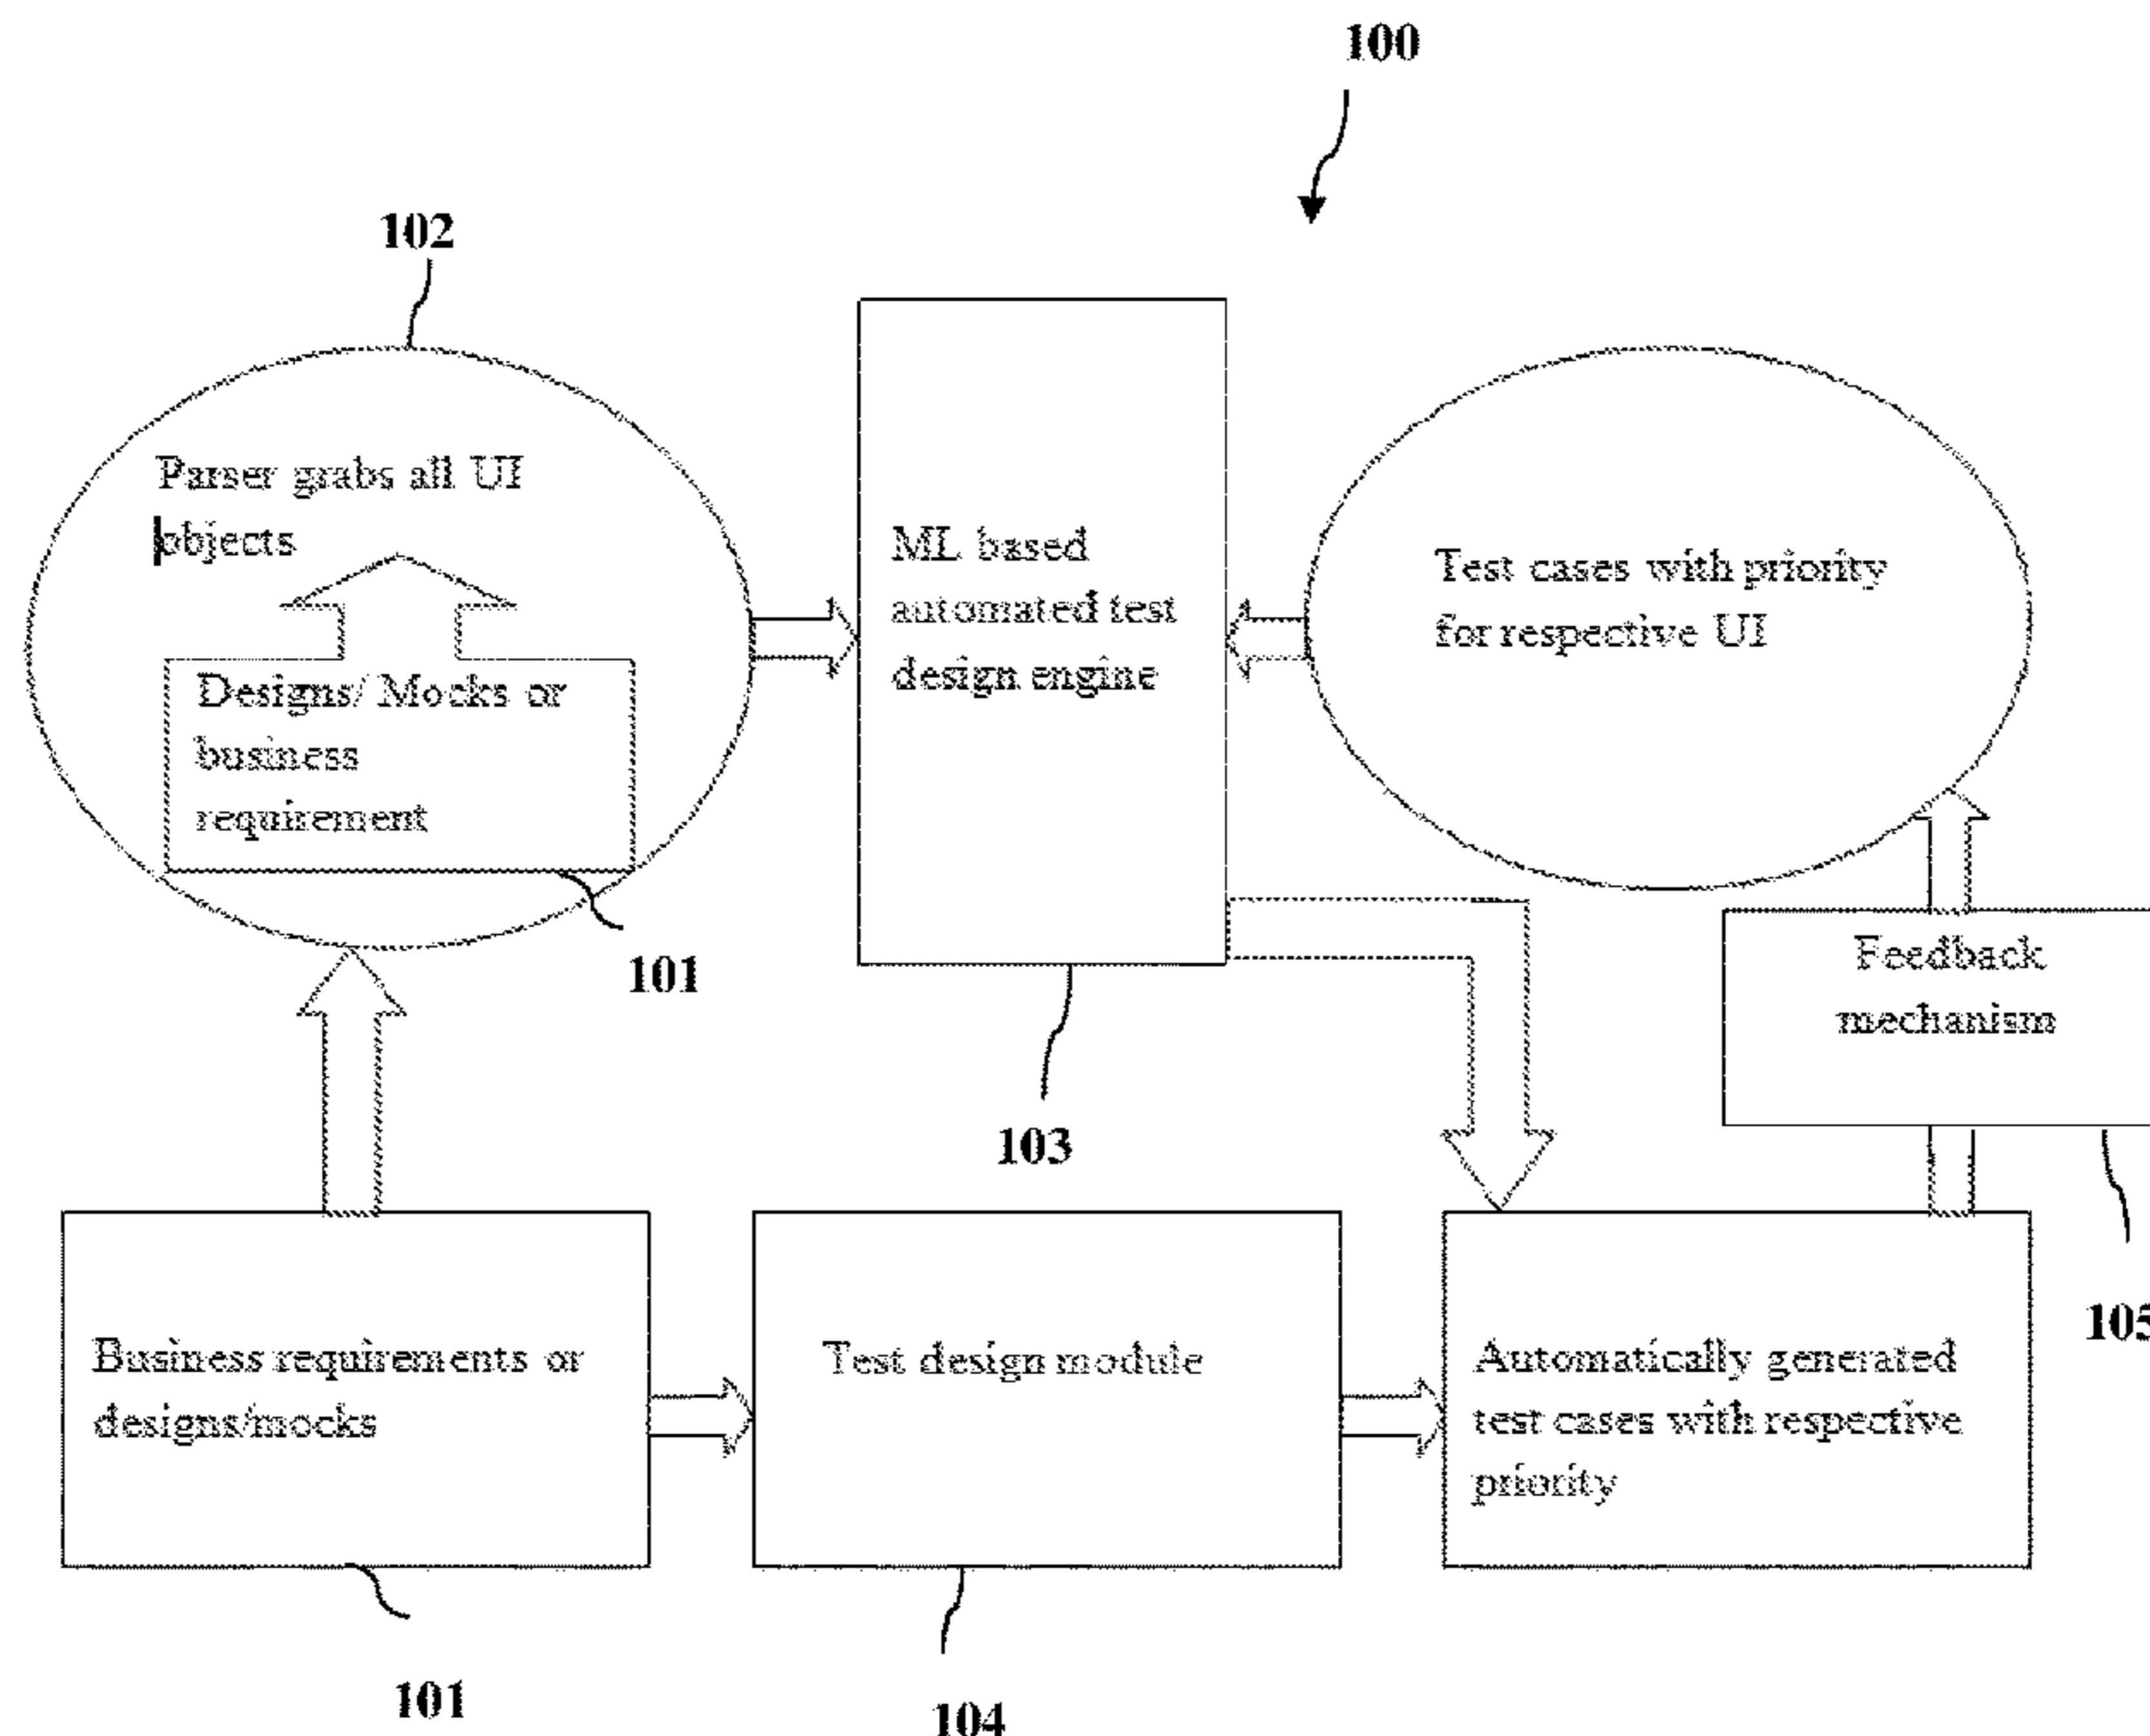 100
102
Parser grabs all UI
objects
Designs/ Mocks or
business
requirement
101
ML based
automated test
design engine
103
Test cases with priority
for respective UI
Feedback
mechanism
105
Business requirements or
designs/mocks
101
Test design module
104
Automatically generated
test cases with respective
priority